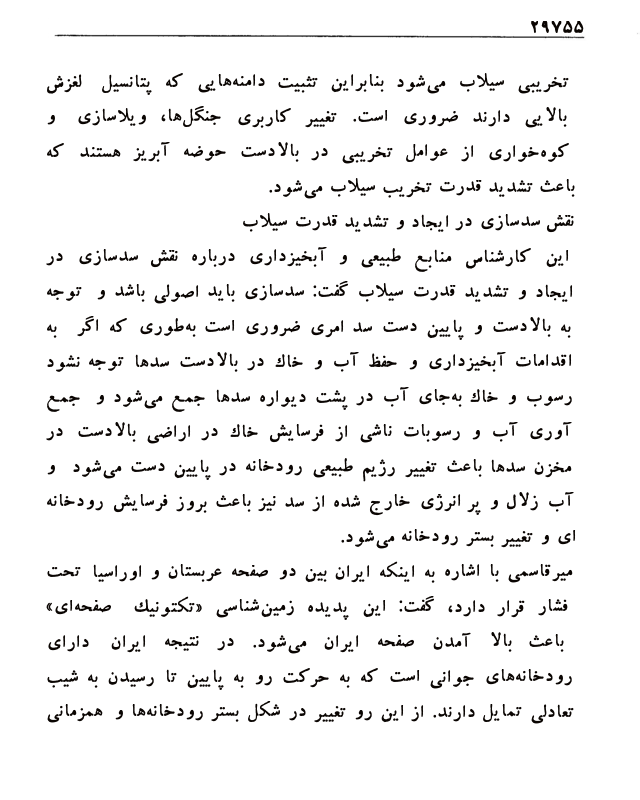 ۲۹۷۵۵
تخریبی سیلاب می‌شود بنابراین تثبیت دامنه‌هایی که پتانسیل لغزش
بالایی دارند ضروری است. تغییر کاربری جنگل‌ها، ویلاسازی و
کوه‌خواری از عوامل تخریبی در بالادست حوضه آبریز هستند که
باعث تشدید قدرت تخریب سیلاب می‌شود.
نقش سدسازی در ایجاد و تشدید قدرت سیلاب
این کارشناس منابع طبیعی و آبخیزداری درباره نقش سدسازی در
ایجاد و تشدید قدرت سیلاب گفت: سدسازی باید اصولی باشد و توجه
به بالادست و پایین دست سد امری ضروری است به‌طوری که اگر به
اقدامات آبخیزداری و حفظ آب و خاك در بالادست سدها توجه نشود
رسوب و خاك به‌جای آب در پشت دیواره سدها جمع می‌شود و جمع
آوری آب و رسوبات ناشی از فرسایش خاك در اراضی بالادست در
مخزن سدها باعث تغییر رژیم طبیعی رودخانه در پایین دست می‌شود و
آب زلال و پر انرژی خارج شده از سد نیز باعث بروز فرسایش رودخانه
ای و تغییر بستر رودخانه می‌شود.
میرقاسمی با اشاره به اینکه ایران بین دو صفحه عربستان و اوراسیا تحت
فشار قرار دارد، گفت: این پدیده زمین‌شناسی «تکتونیك صفحه‌ای»
باعث بالا آمدن صفحه ایران می‌شود. در نتیجه ایران دارای
رودخانه‌های جوانی است که به حرکت رو به پایین تا رسیدن به شیب
تعادلی تمایل دارند. از این رو تغییر در شکل بستر رودخانه‌ها و همزمانی